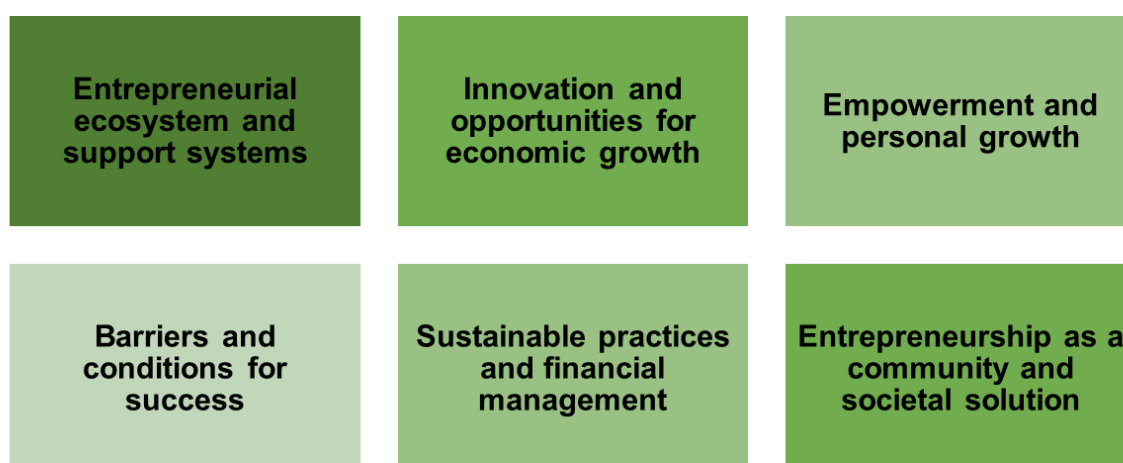 Entrepreneurial
ecosystem and
support systems
Innovation and
opportunities for
economic growth
Empowerment and
personal growth
Barriers and
conditions for
success
Sustainable practices
and financial
management
Entrepreneurship as a
community and
societal solution